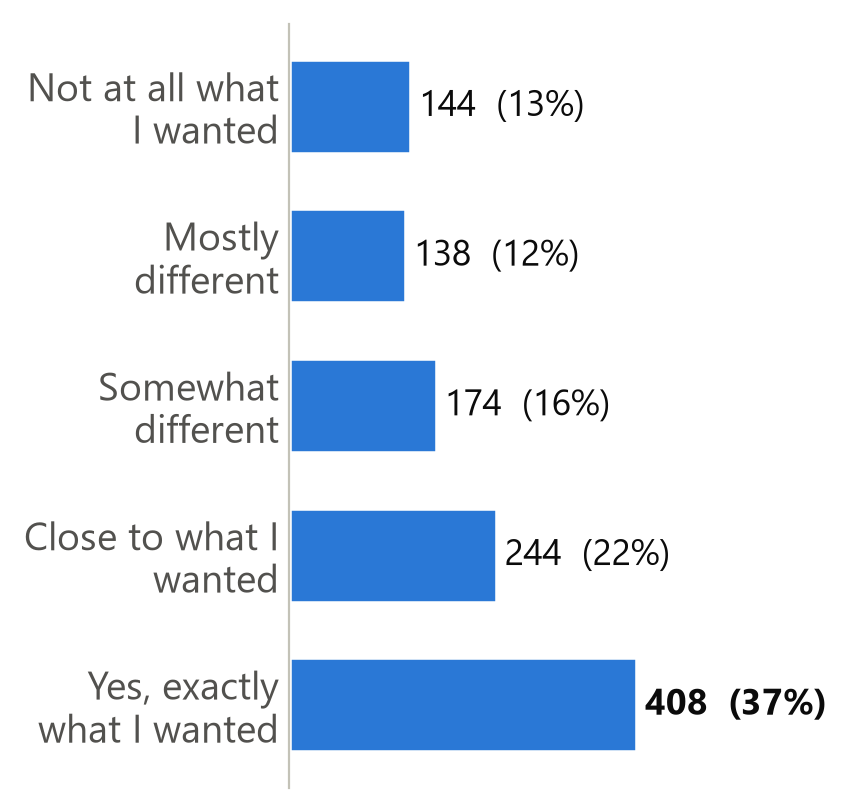 Not at all what
I wanted
144 (13%)
Mostly
different
138 (12%)
Somewhat
different
174 (16%)
Close to what I
wanted
244 (22%)
Yes, exactly
what I wanted
408 (37%)